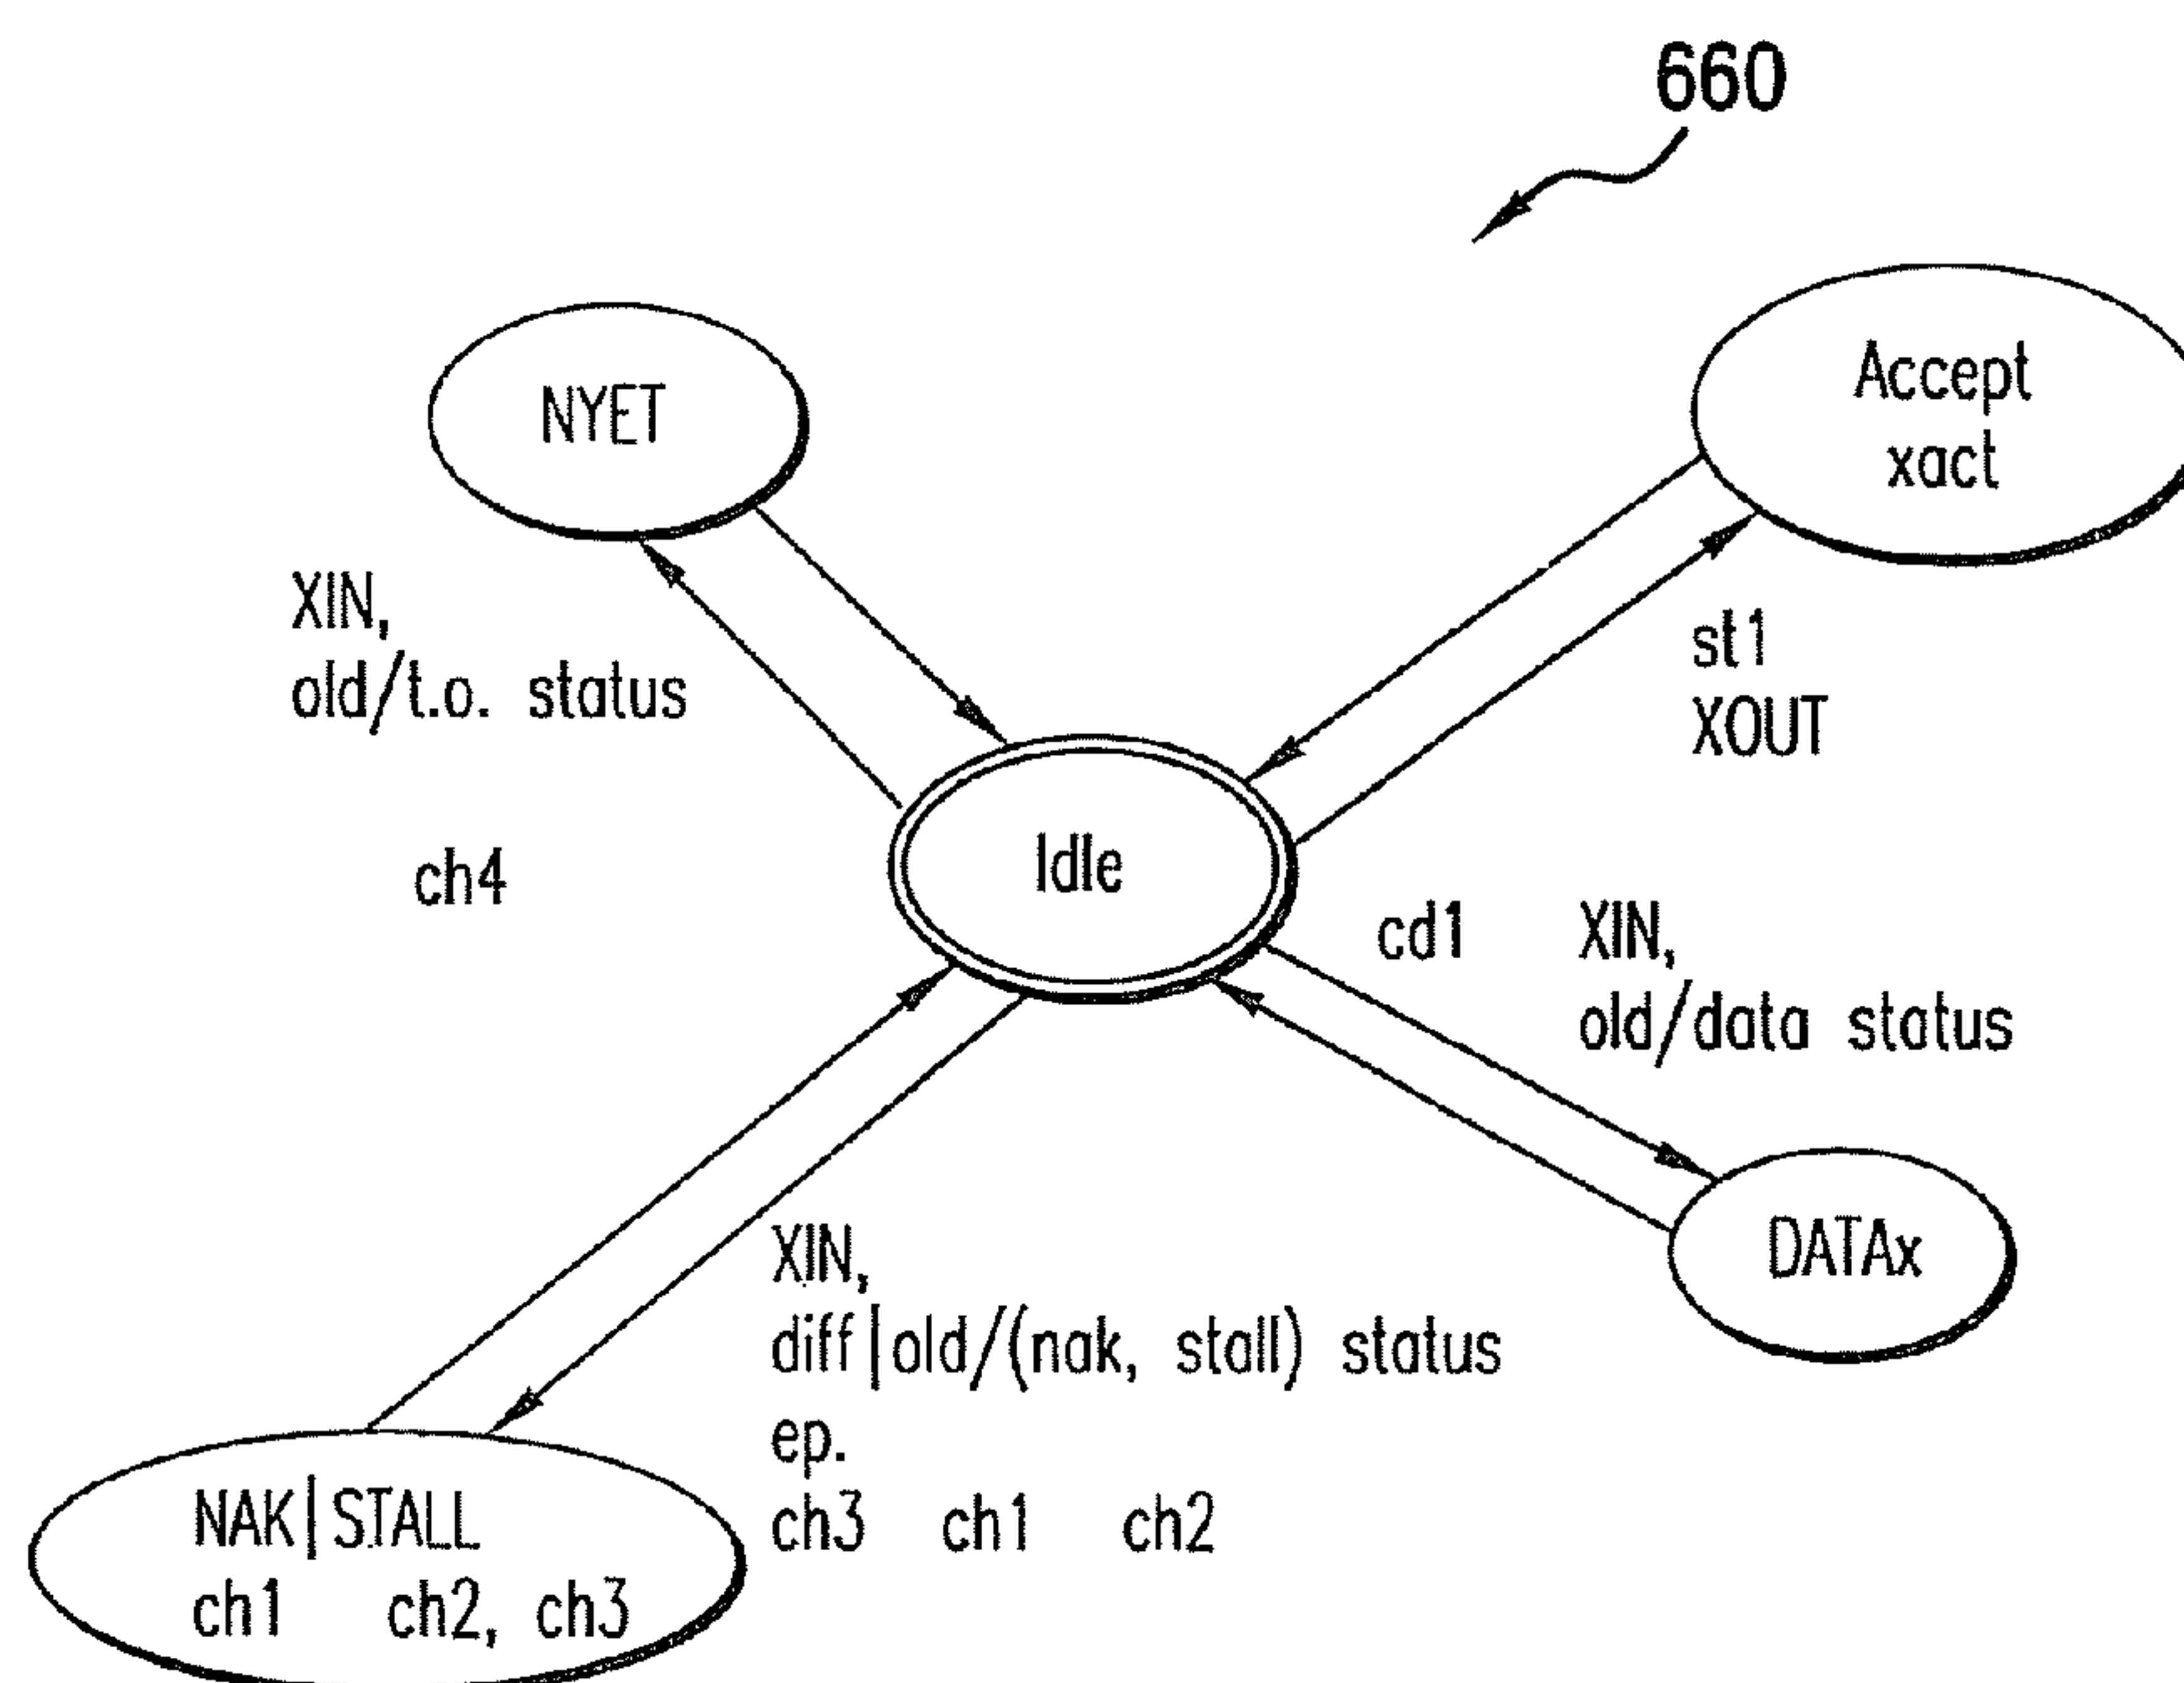 660
Accept
xact
NYET
XIN,
old/t.o. status
st1
XOUT
ch4
Idle
cd1
XIN,
old/data status
DATAx
XIN,
diff|old/(nak, stall) status
ep.
ch3 ch1 ch2
NAK|STALL
ch1 ch2, ch3